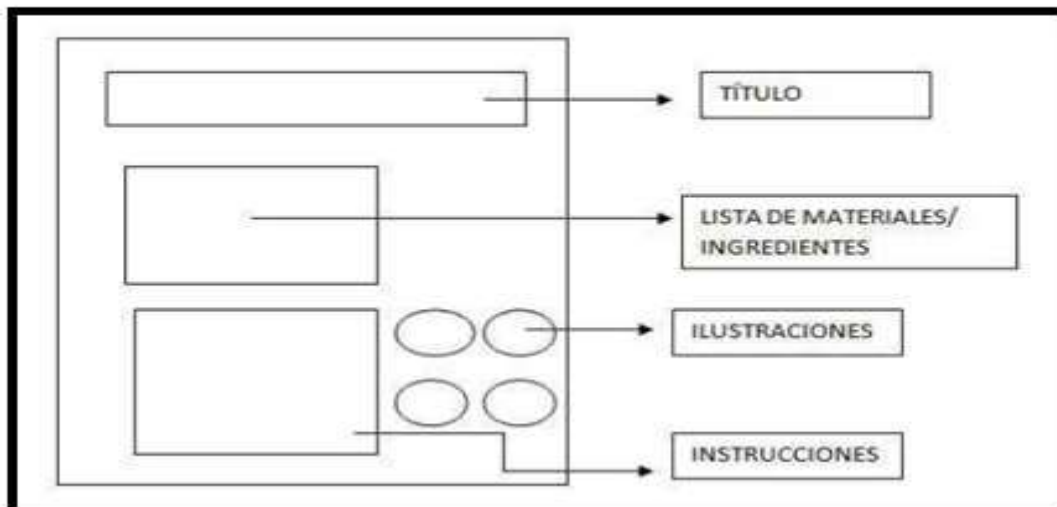 TÍTULO
LISTA DE MATERIALES/
INGREDIENTES
ILUSTRACIONES
INSTRUCCIONES